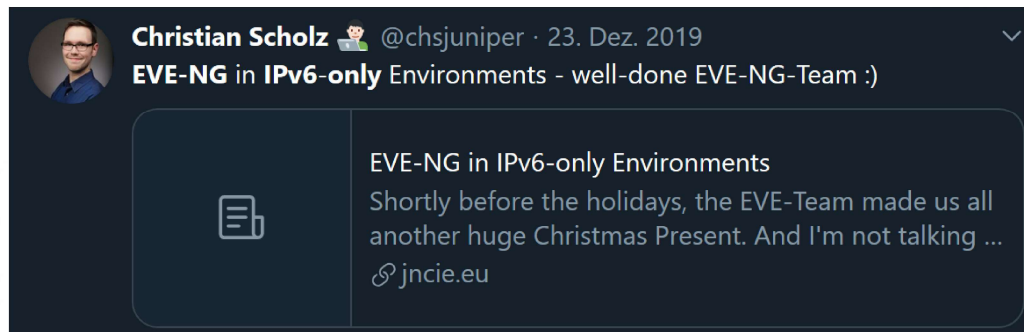 Christian Scholz 👨🏻‍💻 @chsjuniper · 23. Dez. 2019
EVE-NG in IPv6-only Environments - well-done EVE-NG-Team :)
EVE-NG in IPv6-only Environments
Shortly before the holidays, the EVE-Team made us all
another huge Christmas Present. And I'm not talking ...
jncie.eu